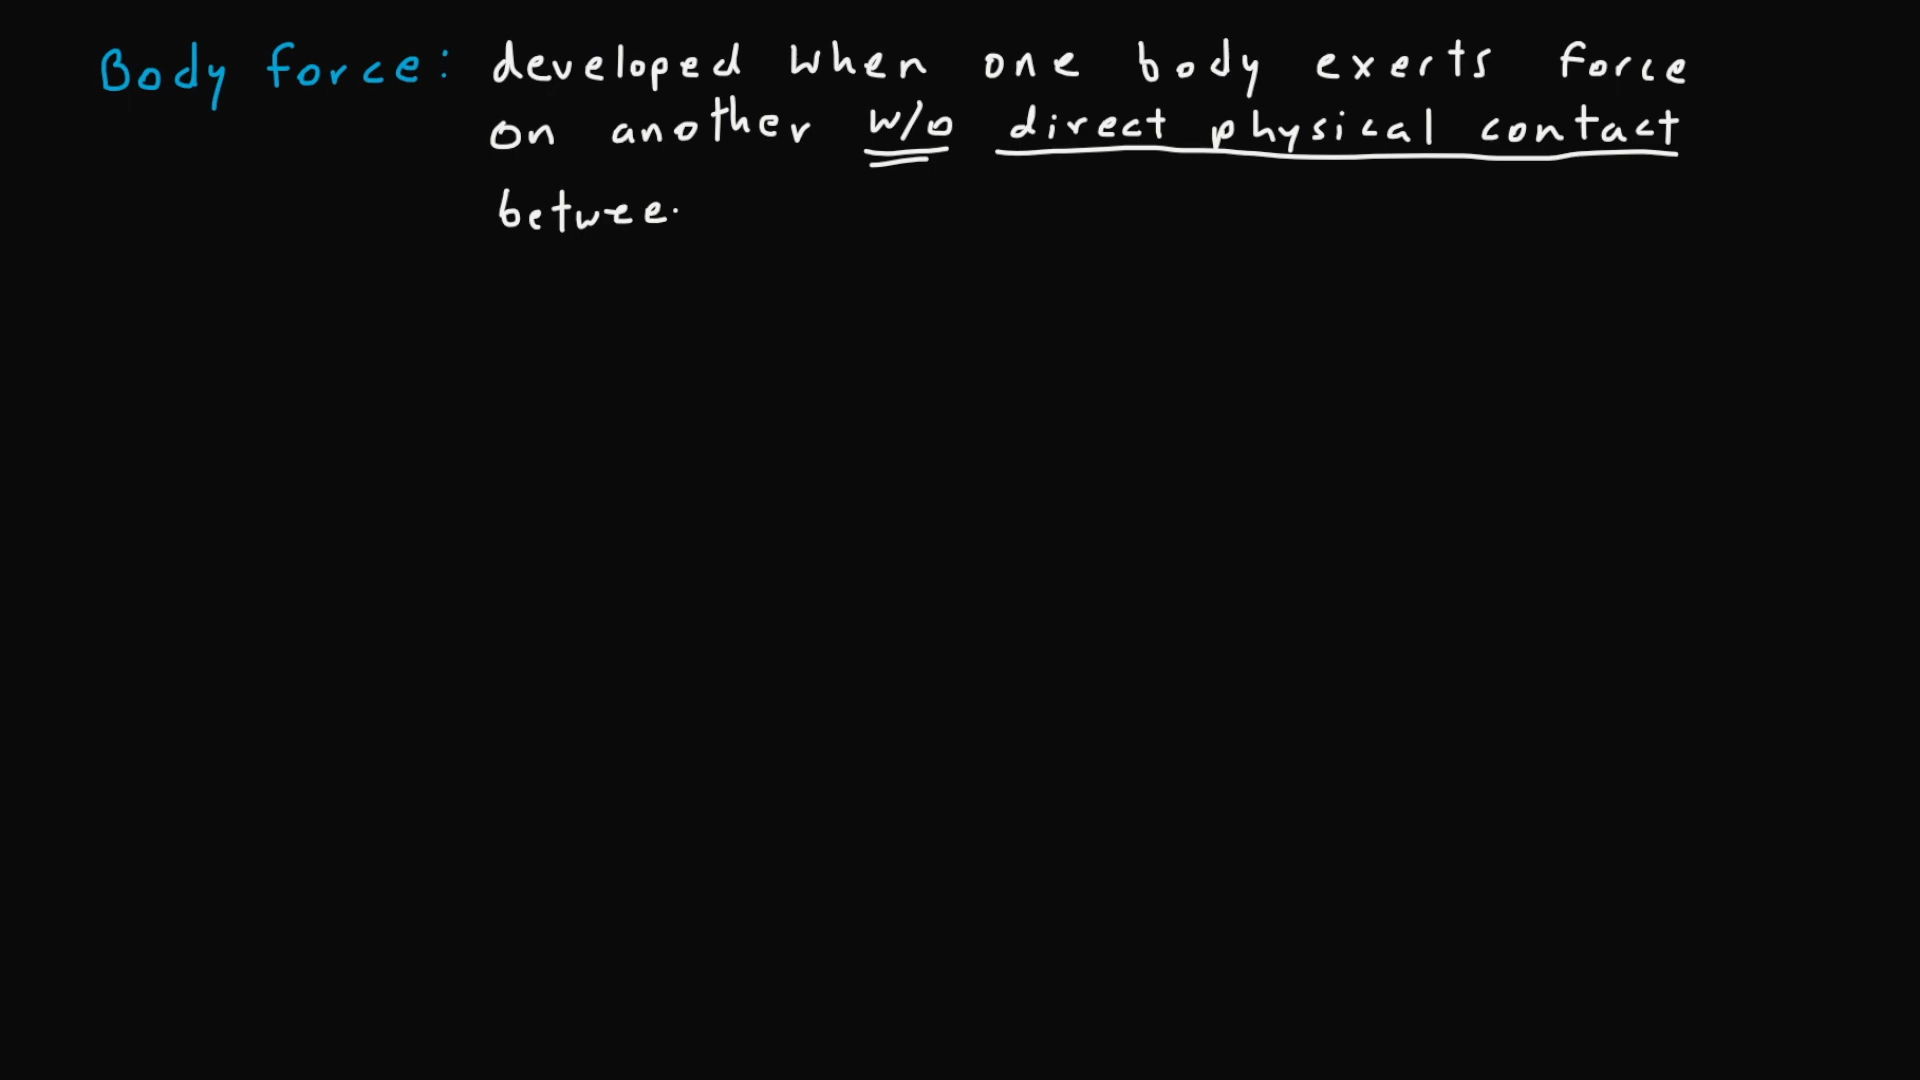 Body force: developed when one body exerts force
on another w/o direct physical contact
betwee